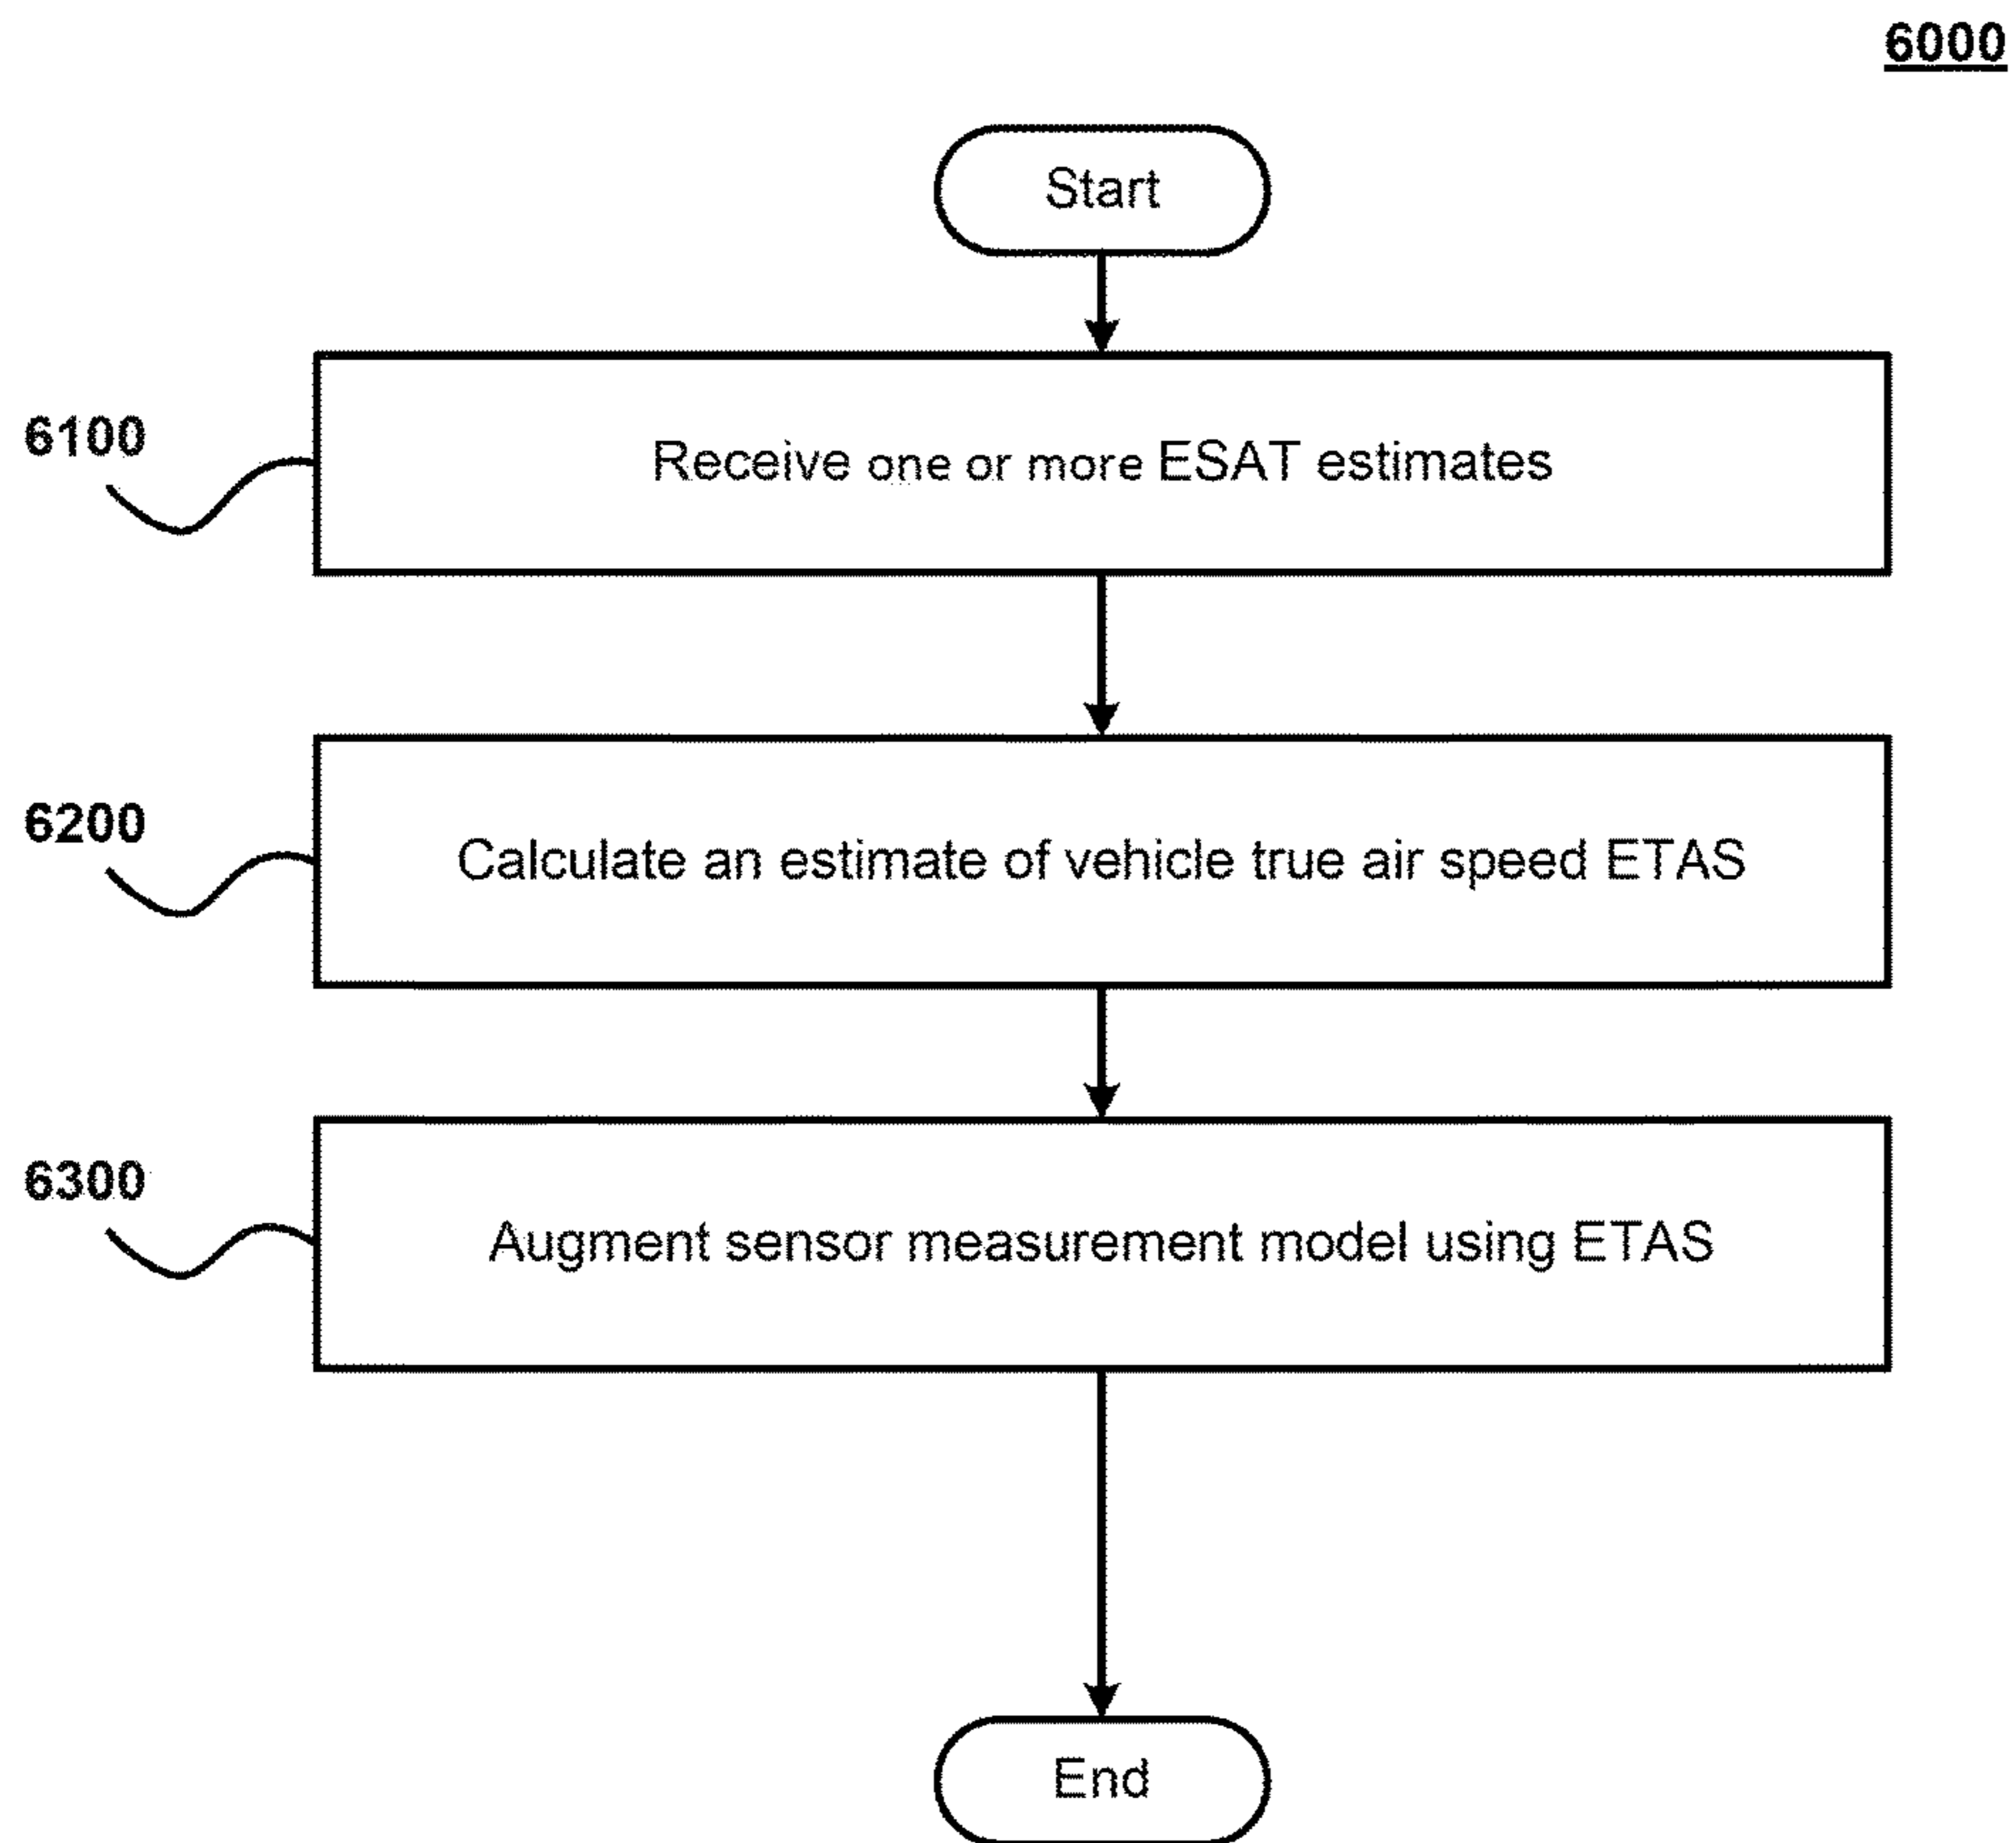 6000
Start
6100
Receive one or more ESAT estimates
6200
Calculate an estimate of vehicle true air speed ETAS
6300
Augment sensor measurement model using ETAS
End